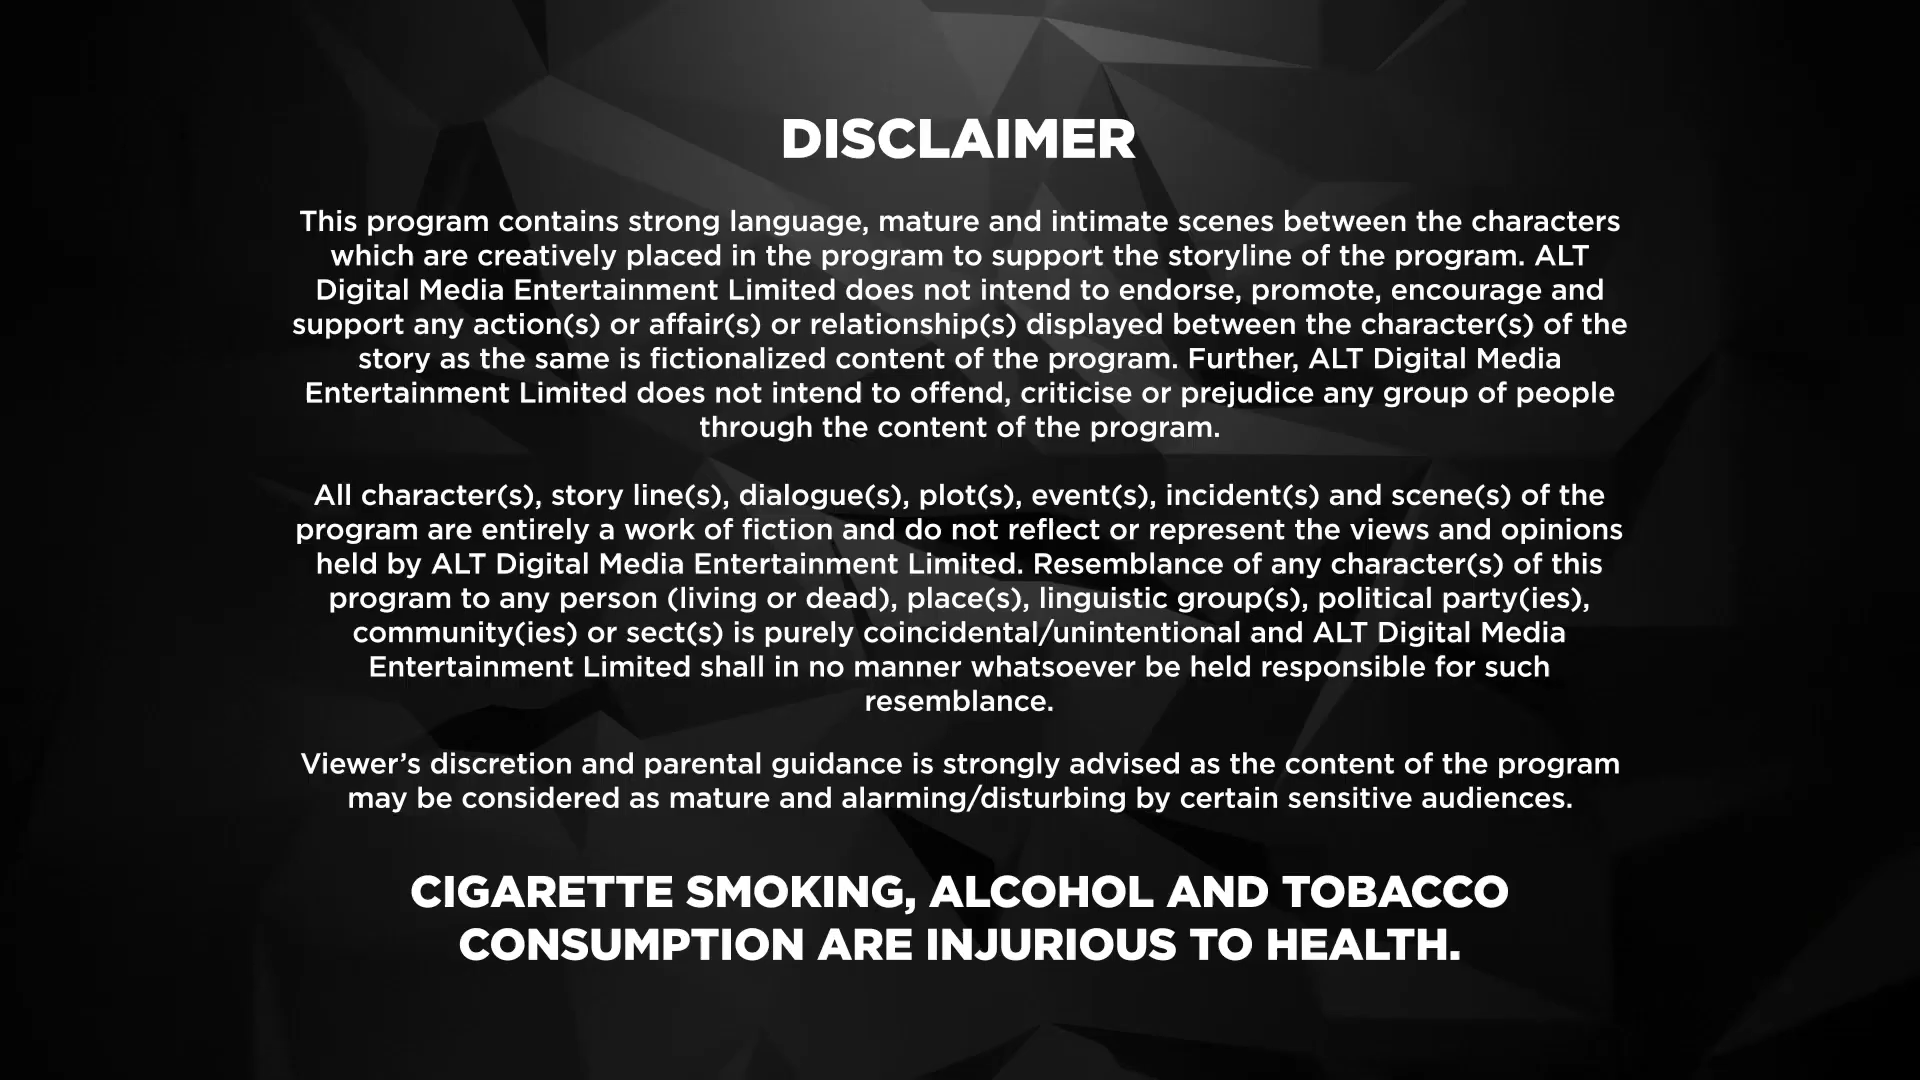 DISCLAIMER
This program contains strong language, mature and intimate scenes between the characters
which are creatively placed in the program to support the storyline of the program. ALT
Digital Media Entertainment Limited does not intend to endorse, promote, encourage and
support any action(s) or affair(s) or relationship(s) displayed between the character(s) of the
story as the same is fictionalized content of the program. Further, ALT Digital Media
Entertainment Limited does not intend to offend, criticise or prejudice any group of people
through the content of the program.
All character(s), story line(s), dialogue(s), plot(s), event(s), incident(s) and scene(s) of the
program are entirely a work of fiction and do not reflect or represent the views and opinions
held by ALT Digital Media Entertainment Limited. Resemblance of any character(s) of this
program to any person (living or dead), place(s), linguistic group(s), political party(ies),
community(ies) or sect(s) is purely coincidental/unintentional and ALT Digital Media
Entertainment Limited shall in no manner whatsoever be held responsible for such
resemblance.
Viewer’s discretion and parental guidance is strongly advised as the content of the program
may be considered as mature and alarming/disturbing by certain sensitive audiences.
CIGARETTE SMOKING, ALCOHOL AND TOBACCO
CONSUMPTION ARE INJURIOUS TO HEALTH.